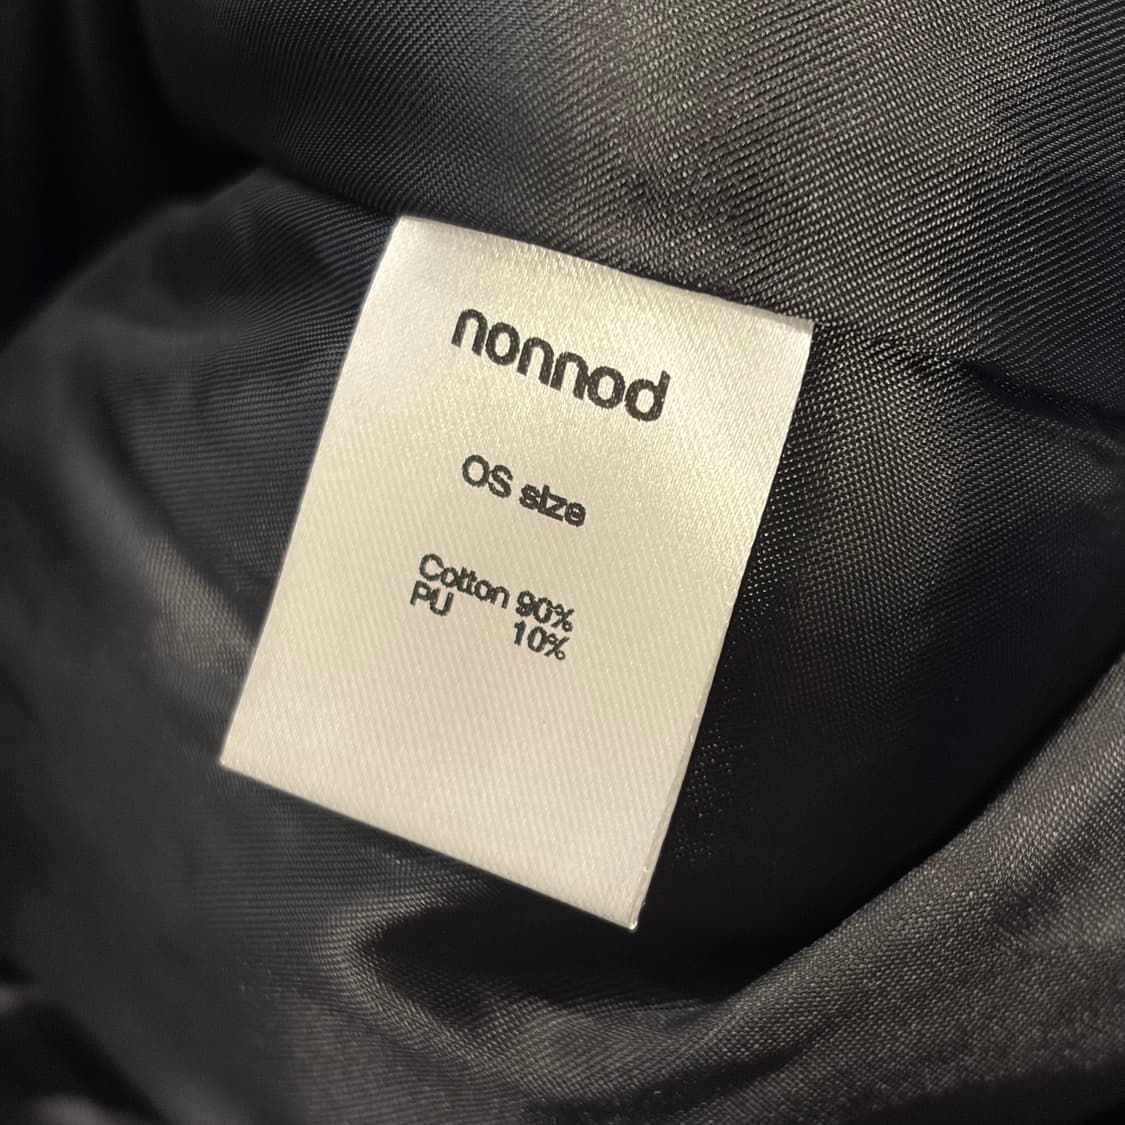 nonnod
OS size
Cotton 90%
PU 10%